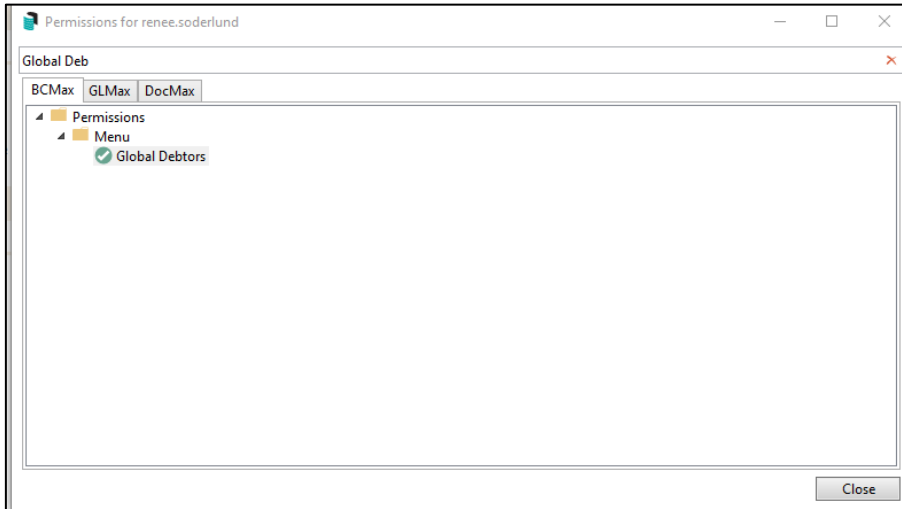 Permissions for renee.soderlund
Global Deb
BCMax GLMax DocMax
Permissions
Menu
Global Debtors
Close